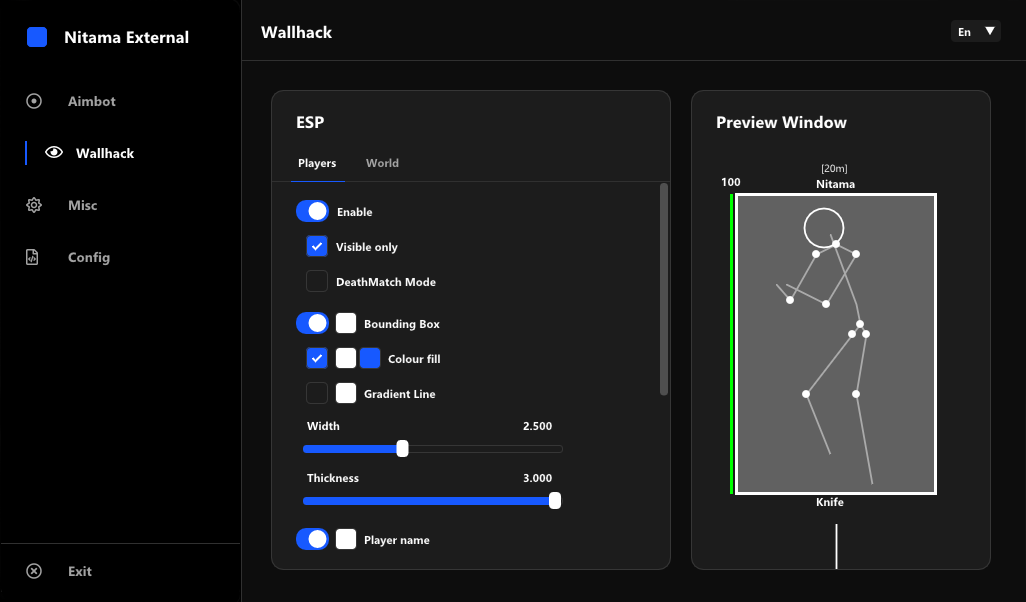 Nitama External
Wallhack
En
Aimbot
Wallhack
Misc
Config
Exit
ESP
Players World
Enable
Visible only
DeathMatch Mode
Bounding Box
Colour fill
Gradient Line
Width 2.500
Thickness 3.000
Player name
Preview Window
[20m]
100
Nitama
Knife